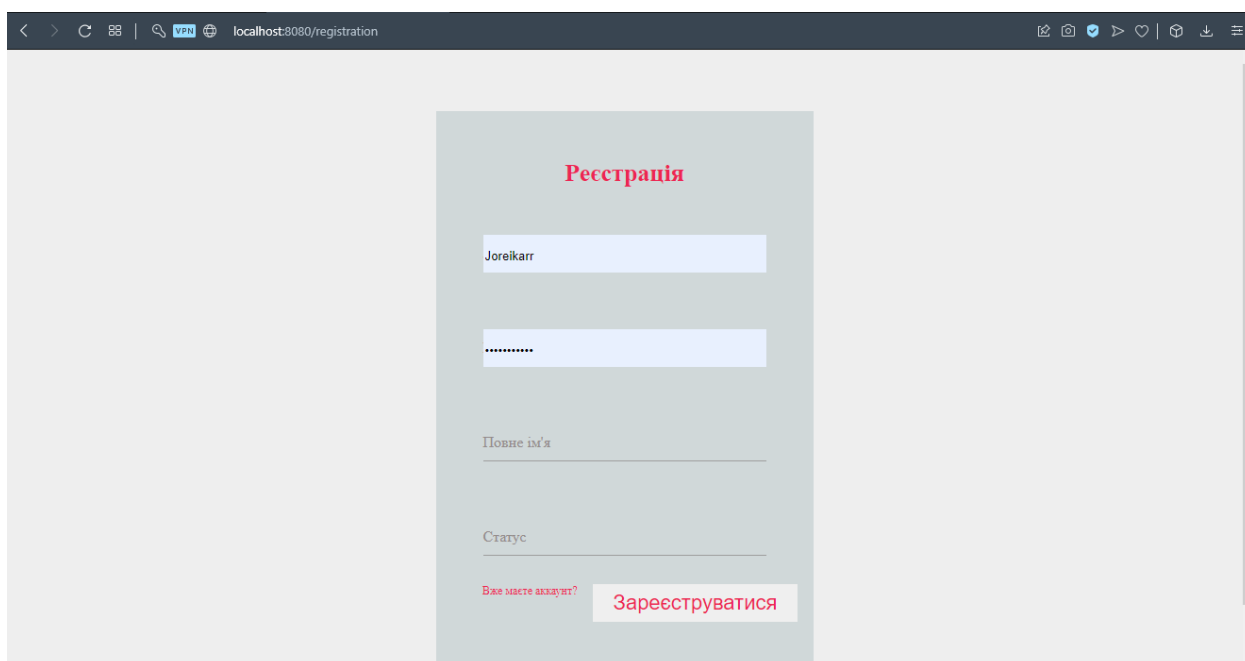 VPN localhost:8080/registration
Реєстрація
Joreikarr
•••••••••••
Повне ім'я
Статус
Вже маєте аккаунт?
Зареєструватися